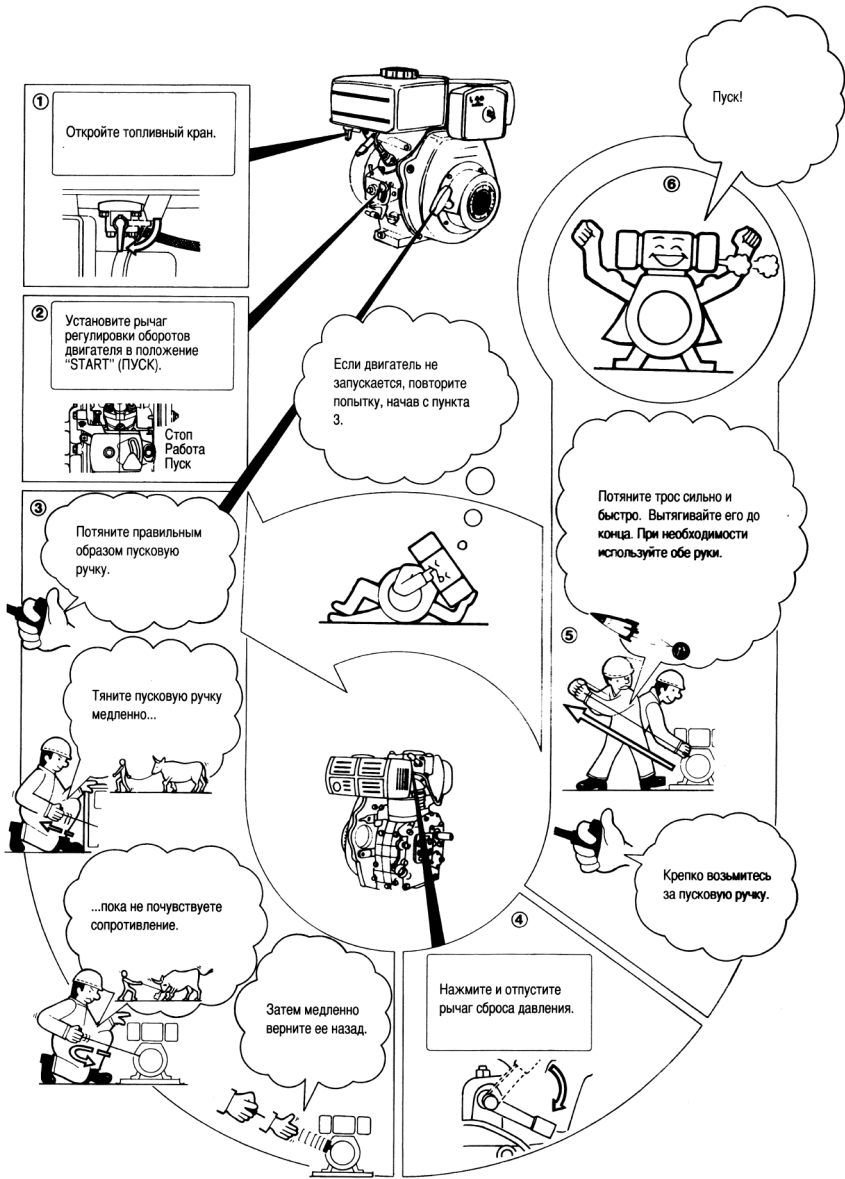 ①
Откройте топливный кран.
②
Установите рычаг
регулировки оборотов
двигателя в положение
“START” (ПУСК).
Стоп
Работа
Пуск
③
Потяните правильным
образом пусковую
ручку.
Тяните пусковую ручку
медленно...
...пока не почувствуете
сопротивление.
Затем медленно
верните ее назад.
④
Нажмите и отпустите
рычаг сброса давления.
⑤
Крепко возьмитесь
за пусковую ручку.
Потяните трос сильно и
быстро. Вытягивайте его до
конца. При необходимости
используйте обе руки.
⑥
Пуск!
Если двигатель не
запускается, повторите
попытку, начав с пункта
3.